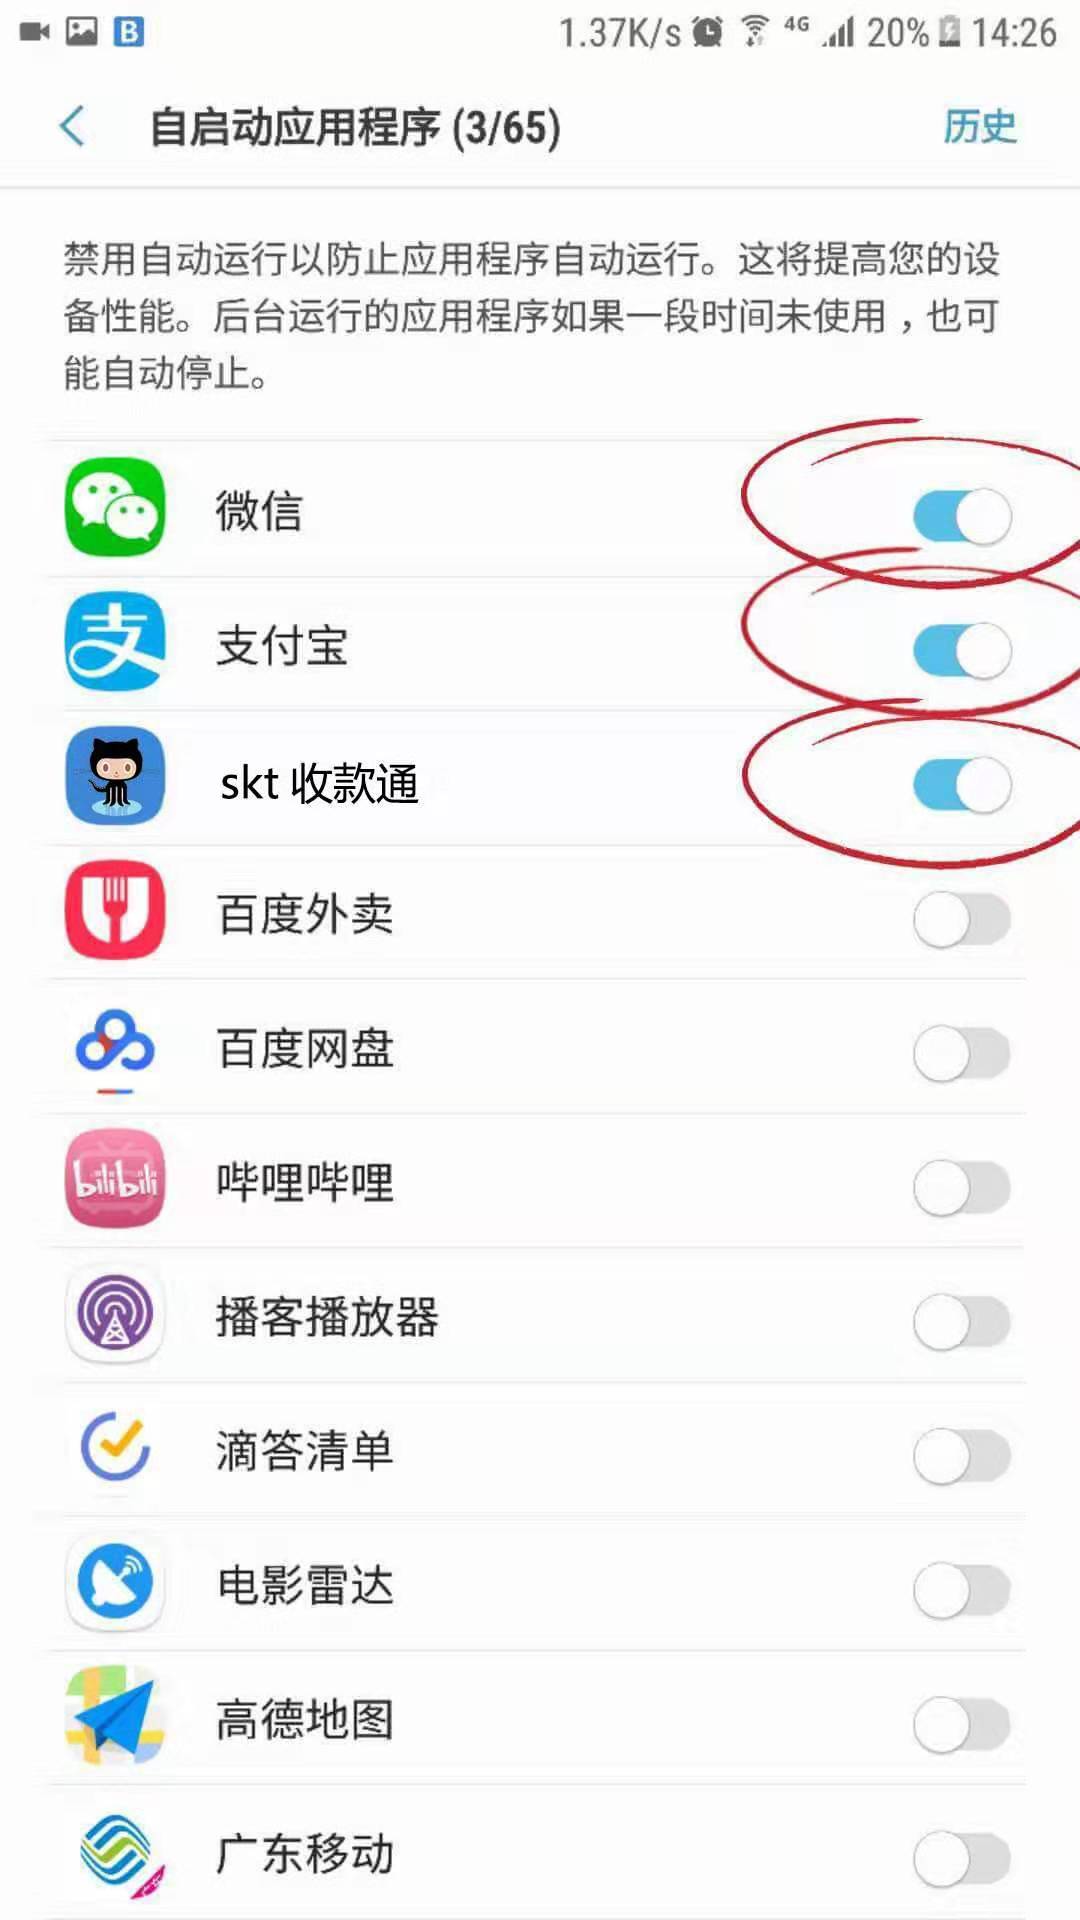 B 1.37K/s 4G 20% 14:26
自启动应用程序 (3/65) 历史
禁用自动运行以防止应用程序自动运行。这将提高您的设
备性能。后台运行的应用程序如果一段时间未使用，也可
能自动停止。
微信
支 支付宝
skt 收款通
百度外卖
百度网盘
bilibili 哔哩哔哩
播客播放器
滴答清单
电影雷达
高德地图
广东移动